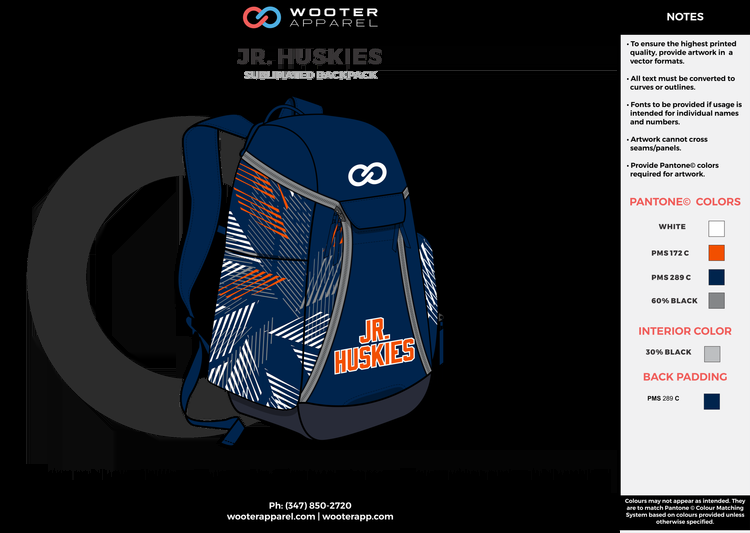 WOOTER
APPAREL
JR. HUSKIES
SUBLIMATED BACKPACK
JR.
HUSKIES
Ph: (347) 850-2720
wooterapparel.com | wooterapp.com
NOTES
• To ensure the highest printed
quality, provide artwork in a
vector formats.
• All text must be converted to
curves or outlines.
• Fonts to be provided if usage is
intended for individual names
and numbers.
• Artwork cannot cross
seams/panels.
• Provide Pantone© colors
required for artwork.
PANTONE© COLORS
WHITE
PMS 172 C
PMS 289 C
60% BLACK
INTERIOR COLOR
30% BLACK
BACK PADDING
PMS 289 C
Colours may not appear as intended. They
are to match Pantone © Colour Matching
System based on colours provided unless
otherwise specified.